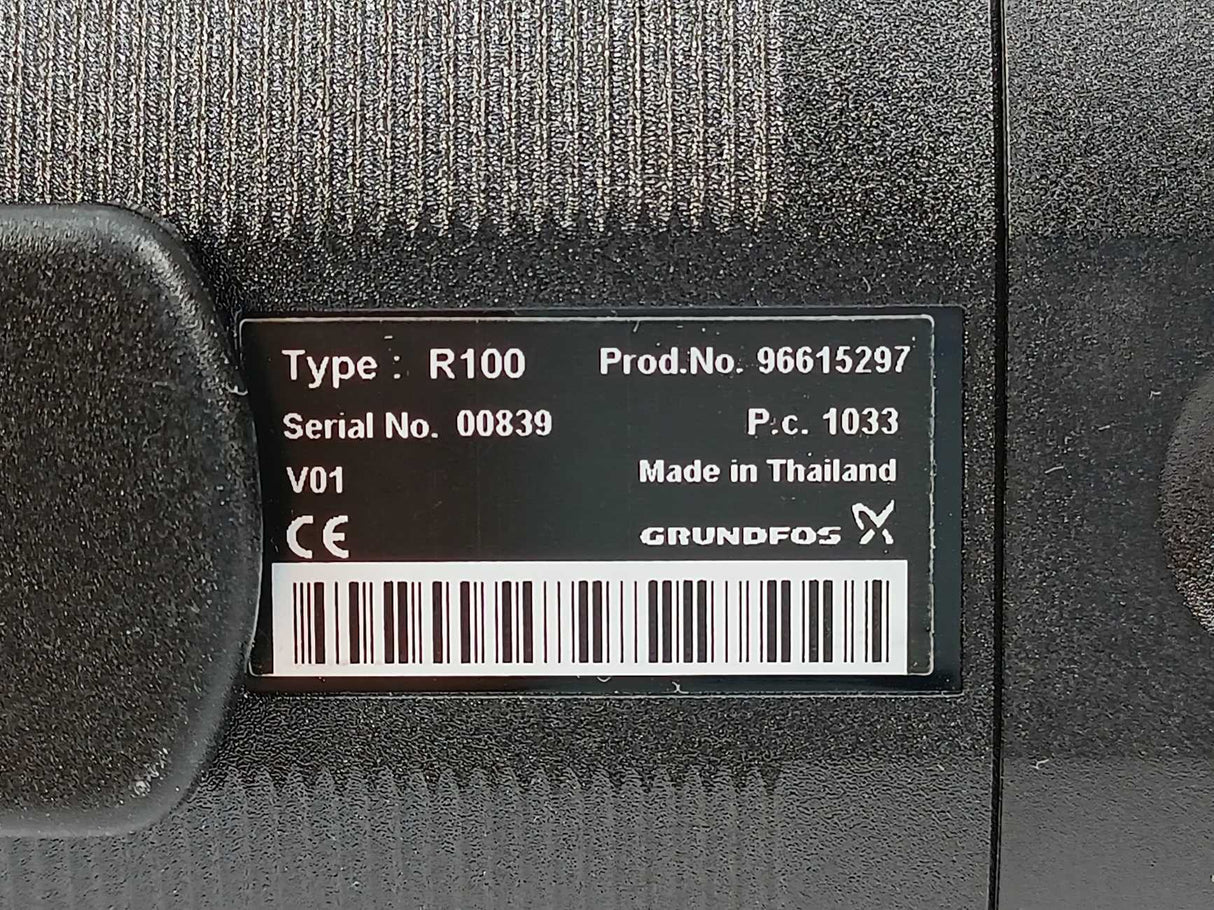 Type : R100 Prod.No. 96615297
Serial No. 00839 P.c. 1033
V01 Made in Thailand
CE GRUNDFOS